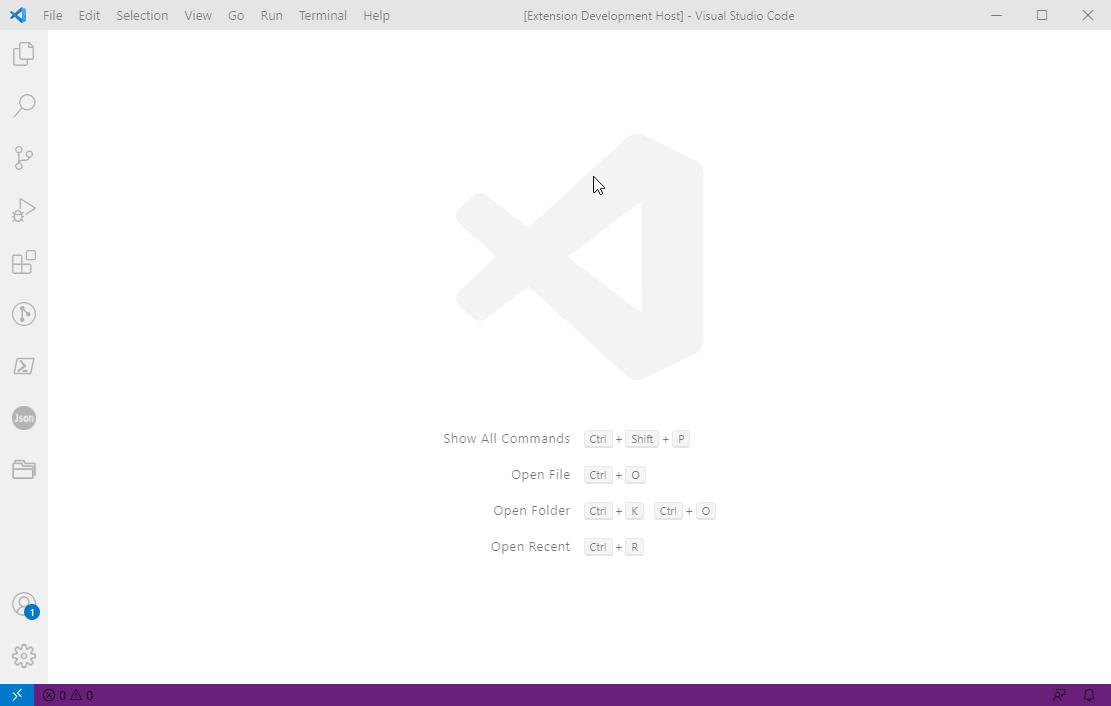 File Edit Selection View Go Run Terminal Help [Extension Development Host] - Visual Studio Code
Json
Show All Commands Ctrl + Shift + P
Open File Ctrl + O
Open Folder Ctrl + K Ctrl + O
Open Recent Ctrl + R
1
0 0